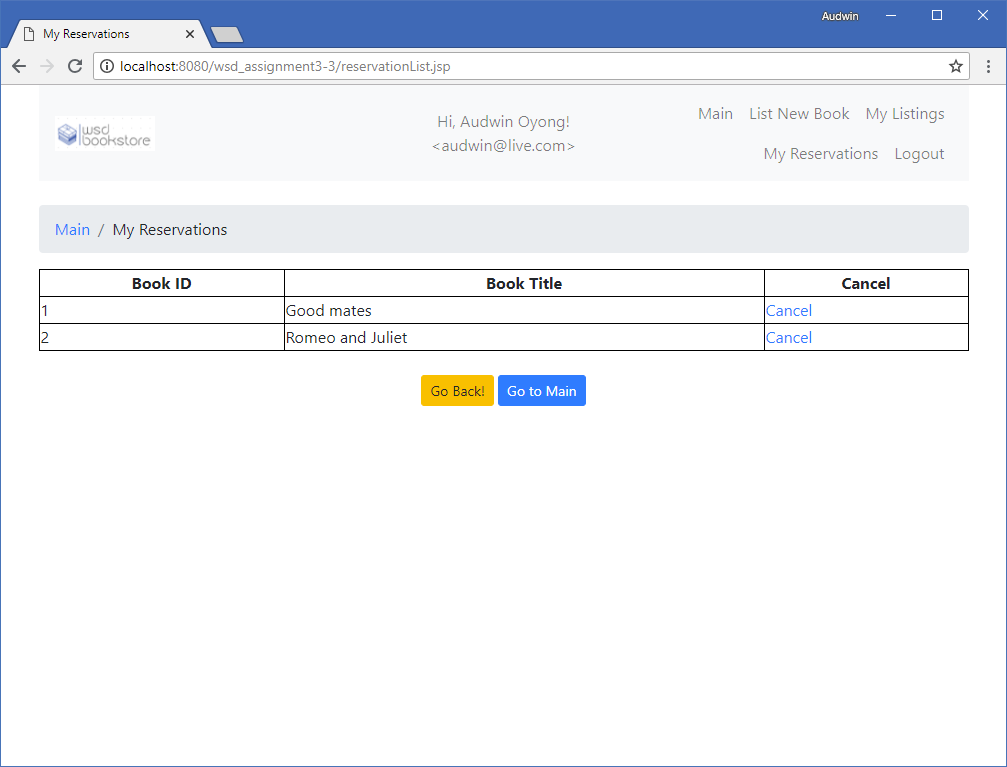 Audwin
My Reservations
localhost:8080/wsd_assignment3-3/reservationList.jsp
wsd
bookstore
Hi, Audwin Oyong!
<audwin@live.com>
Main List New Book My Listings
My Reservations Logout
Main / My Reservations
Book ID Book Title Cancel
1 Good mates Cancel
2 Romeo and Juliet Cancel
Go Back! Go to Main